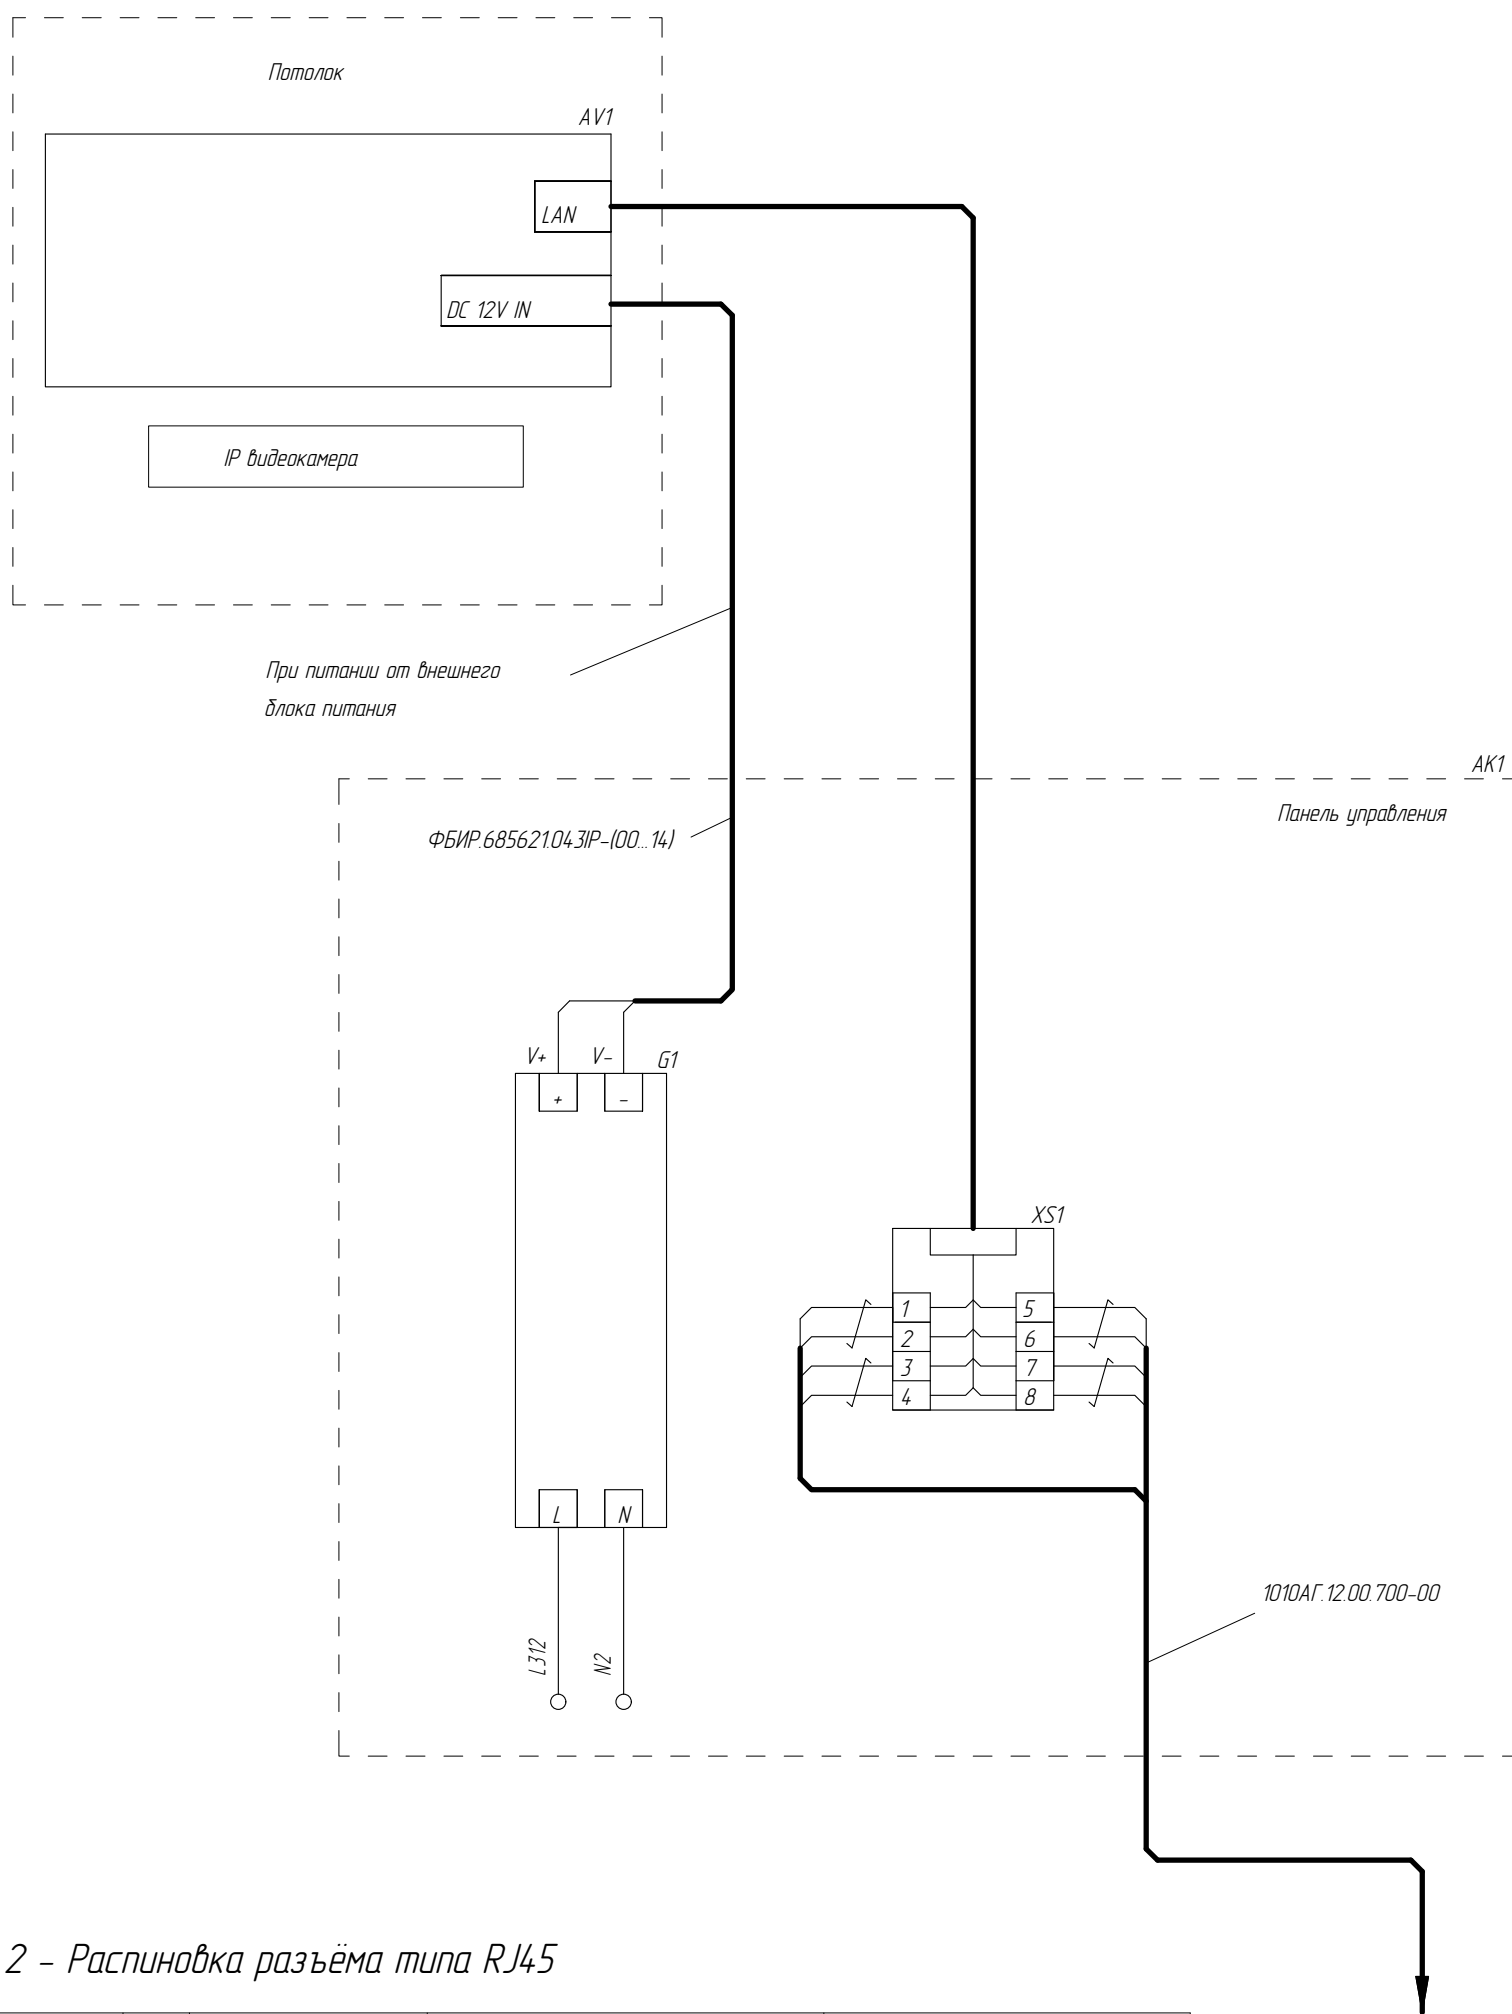 Потолок
AV1
LAN
DC 12V IN
IP видеокамера
При питании от внешнего
блока питания
AK1
Панель управления
ФБИР.685621.043IP-(00...14)
V+
V-
G1
+
-
XS1
1
5
2
6
3
7
4
8
L
N
1010АГ.12.00.700-00
L312
N2
2 - Распиновка разъёма типа RJ45